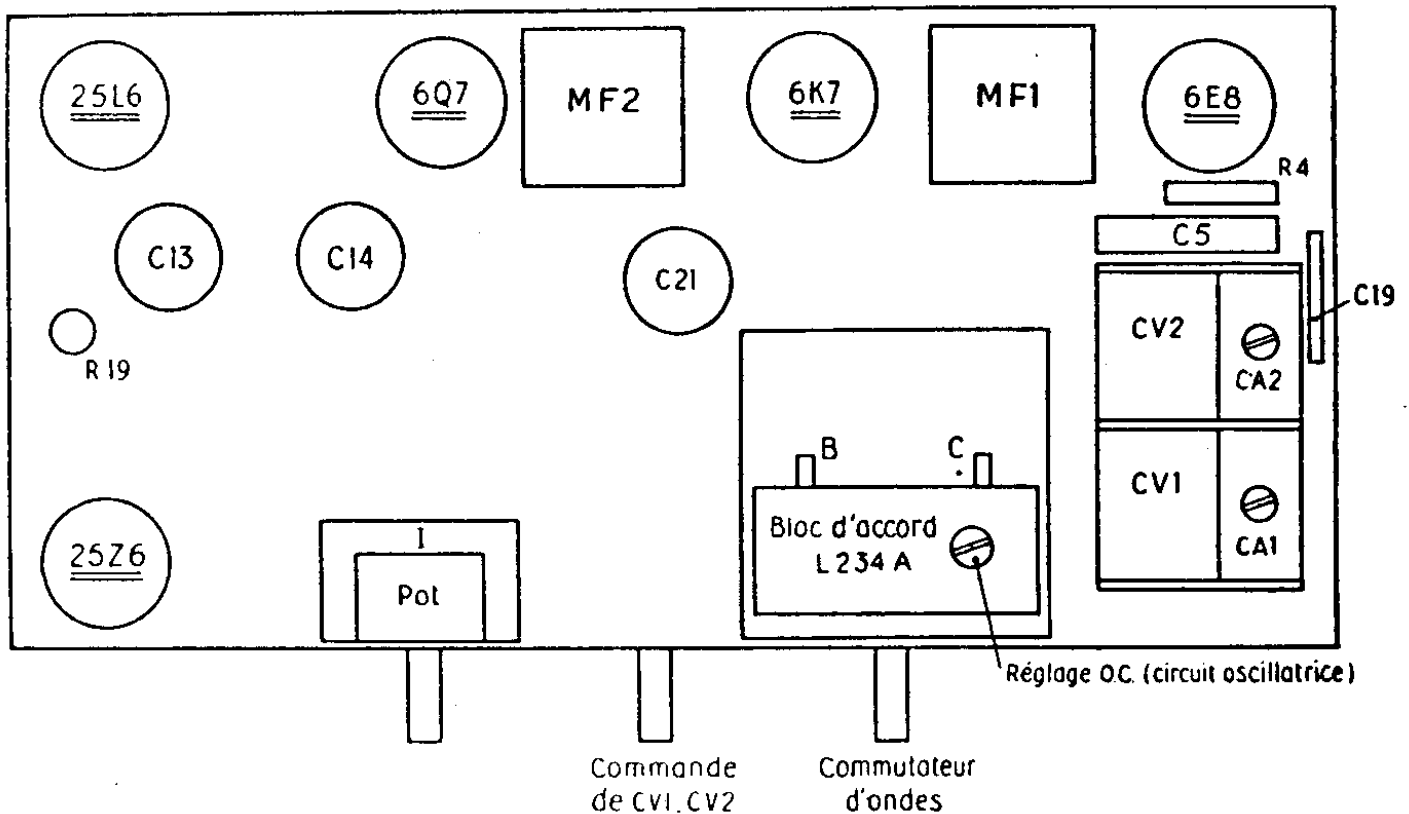 25L6
6Q7
MF2
6K7
MF1
6E8
R4
C13
C14
C21
C5
C19
R19
CV2
CA2
B
C
CV1
CA1
Bloc d'accord
L 234 A
25Z6
I
Pot
Réglage O.C. (circuit oscillatrice)
Commande
de CV1. CV2
Commutateur
d'ondes